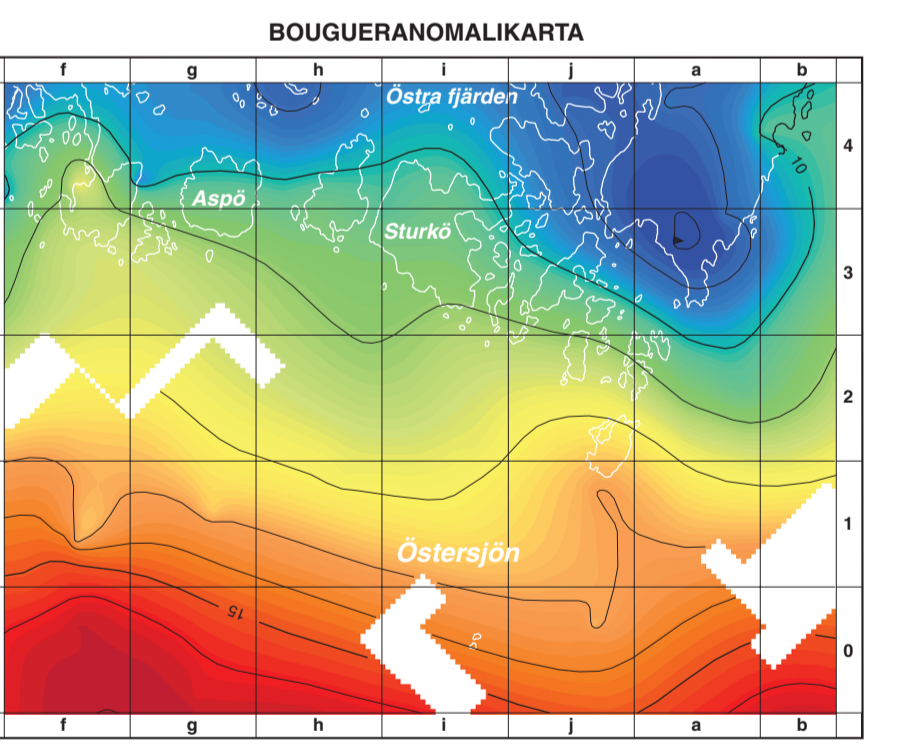 BOUGUERANOMALIKARTA
f g h i j a b
Östra fjärden
4
10
Aspö
Sturkö
3
2
1
Östersjön
15
0
f g h i j a b